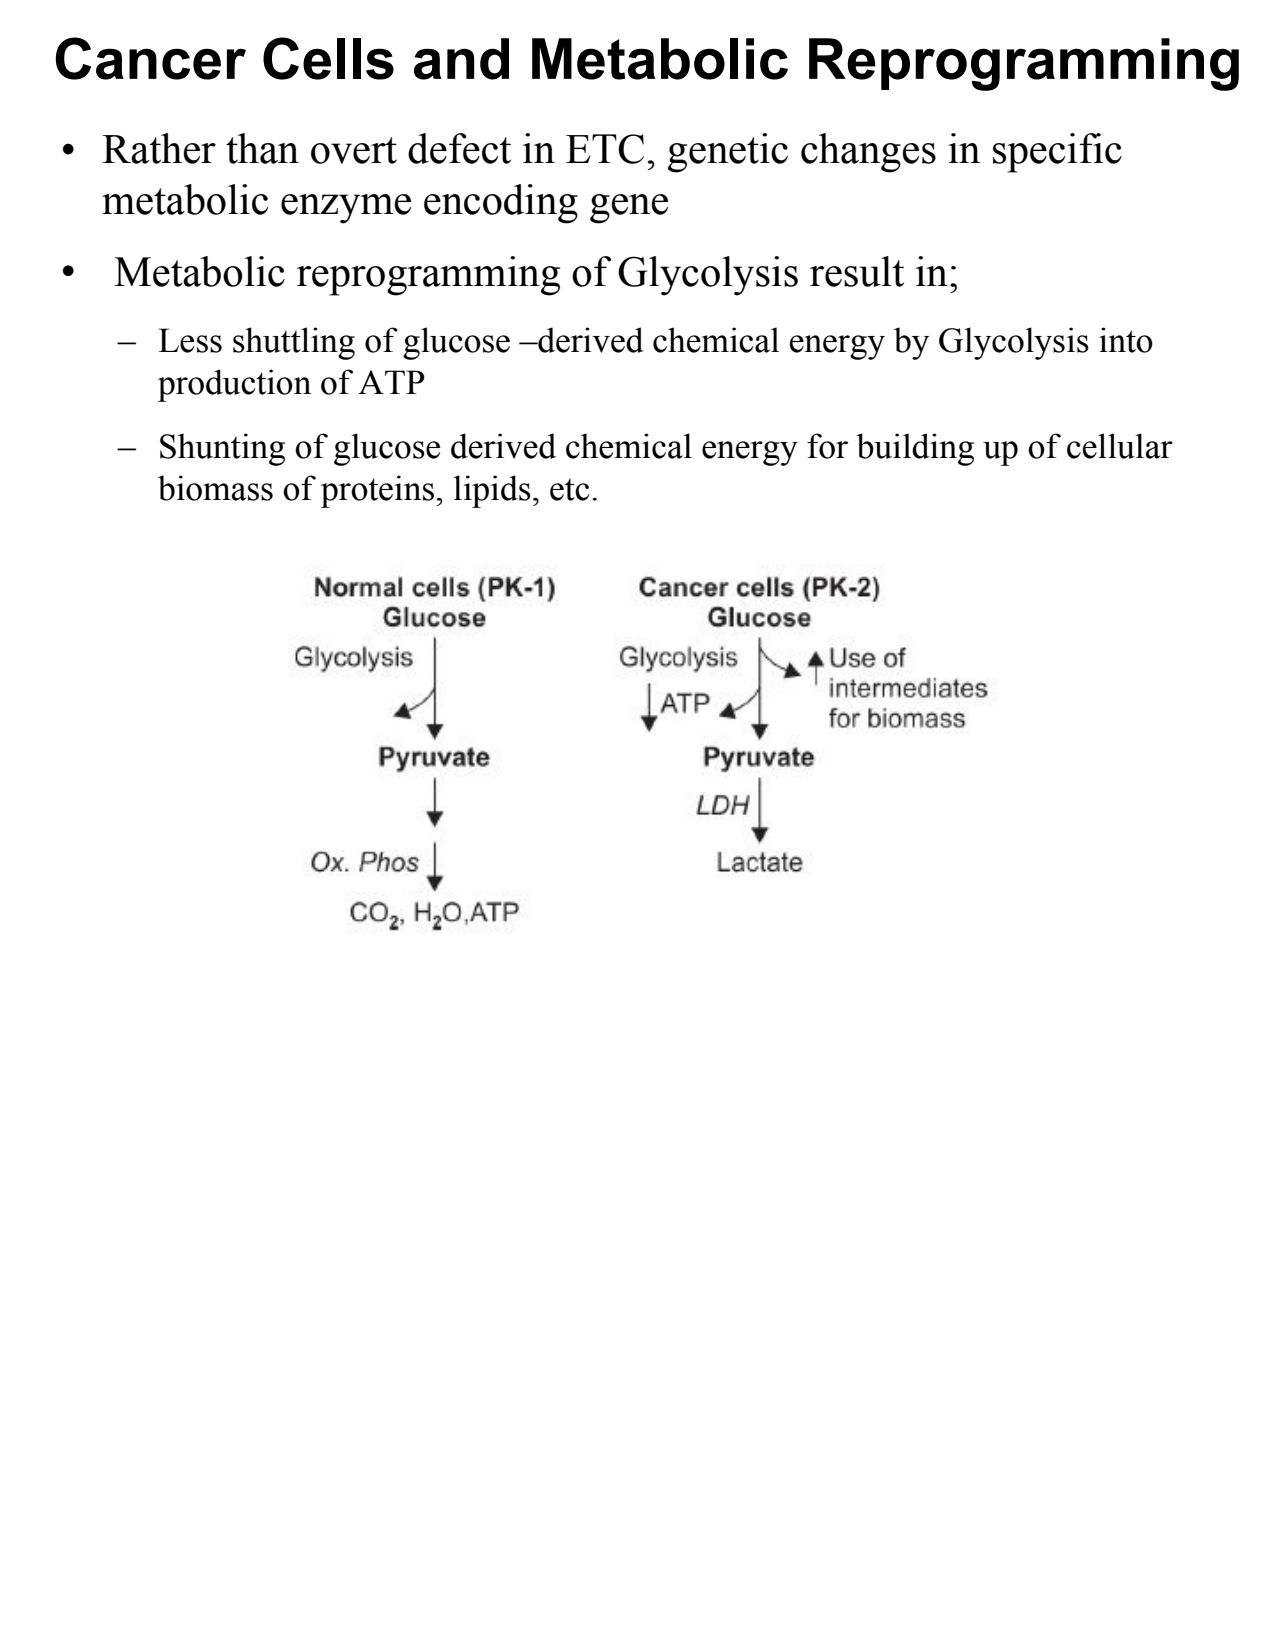 Cancer Cells and Metabolic Reprogramming
• Rather than overt defect in ETC, genetic changes in specific
metabolic enzyme encoding gene
• Metabolic reprogramming of Glycolysis result in;
– Less shuttling of glucose –derived chemical energy by Glycolysis into
production of ATP
– Shunting of glucose derived chemical energy for building up of cellular
biomass of proteins, lipids, etc.
Normal cells (PK-1)
Glucose
Glycolysis
Pyruvate
Ox. Phos
CO₂, H₂O,ATP
Cancer cells (PK-2)
Glucose
Glycolysis
ATP
Use of
intermediates
for biomass
Pyruvate
LDH
Lactate